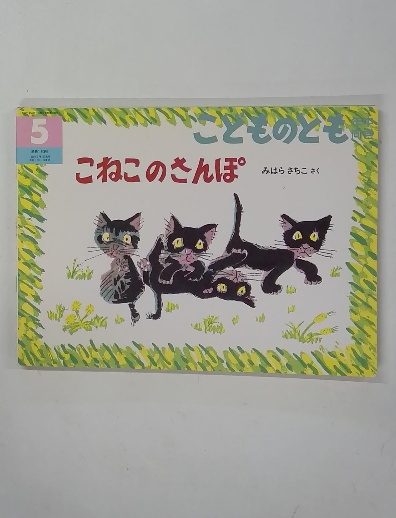 5
こどものとも
こねこのさんぽ
みはら さちこ さく